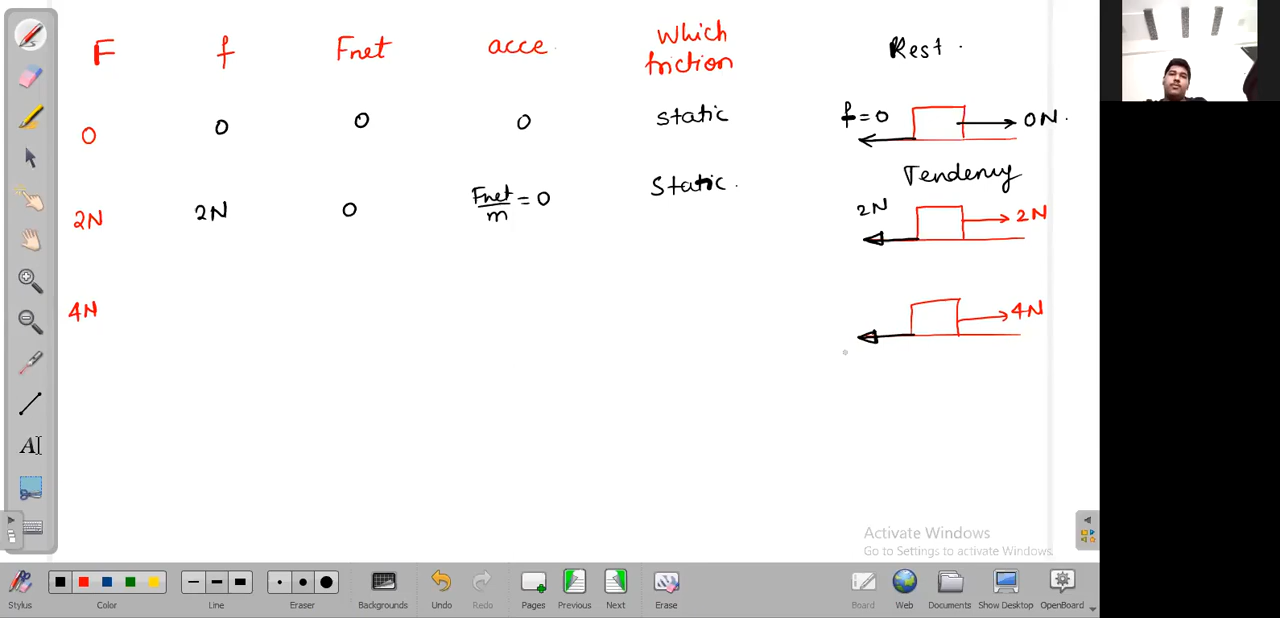 F f Fnet acce which friction Rest .
0 0 0 0 static f = 0 0 N .
Tendency
2N 2N 0 Fnet/m = 0 Static . 2N 2N
4N 4N
Activate Windows
Go to Settings to activate Windows.
Stylus Color Line Eraser Backgrounds Undo Redo Pages Previous Next Erase Board Web Documents Show Desktop OpenBoard